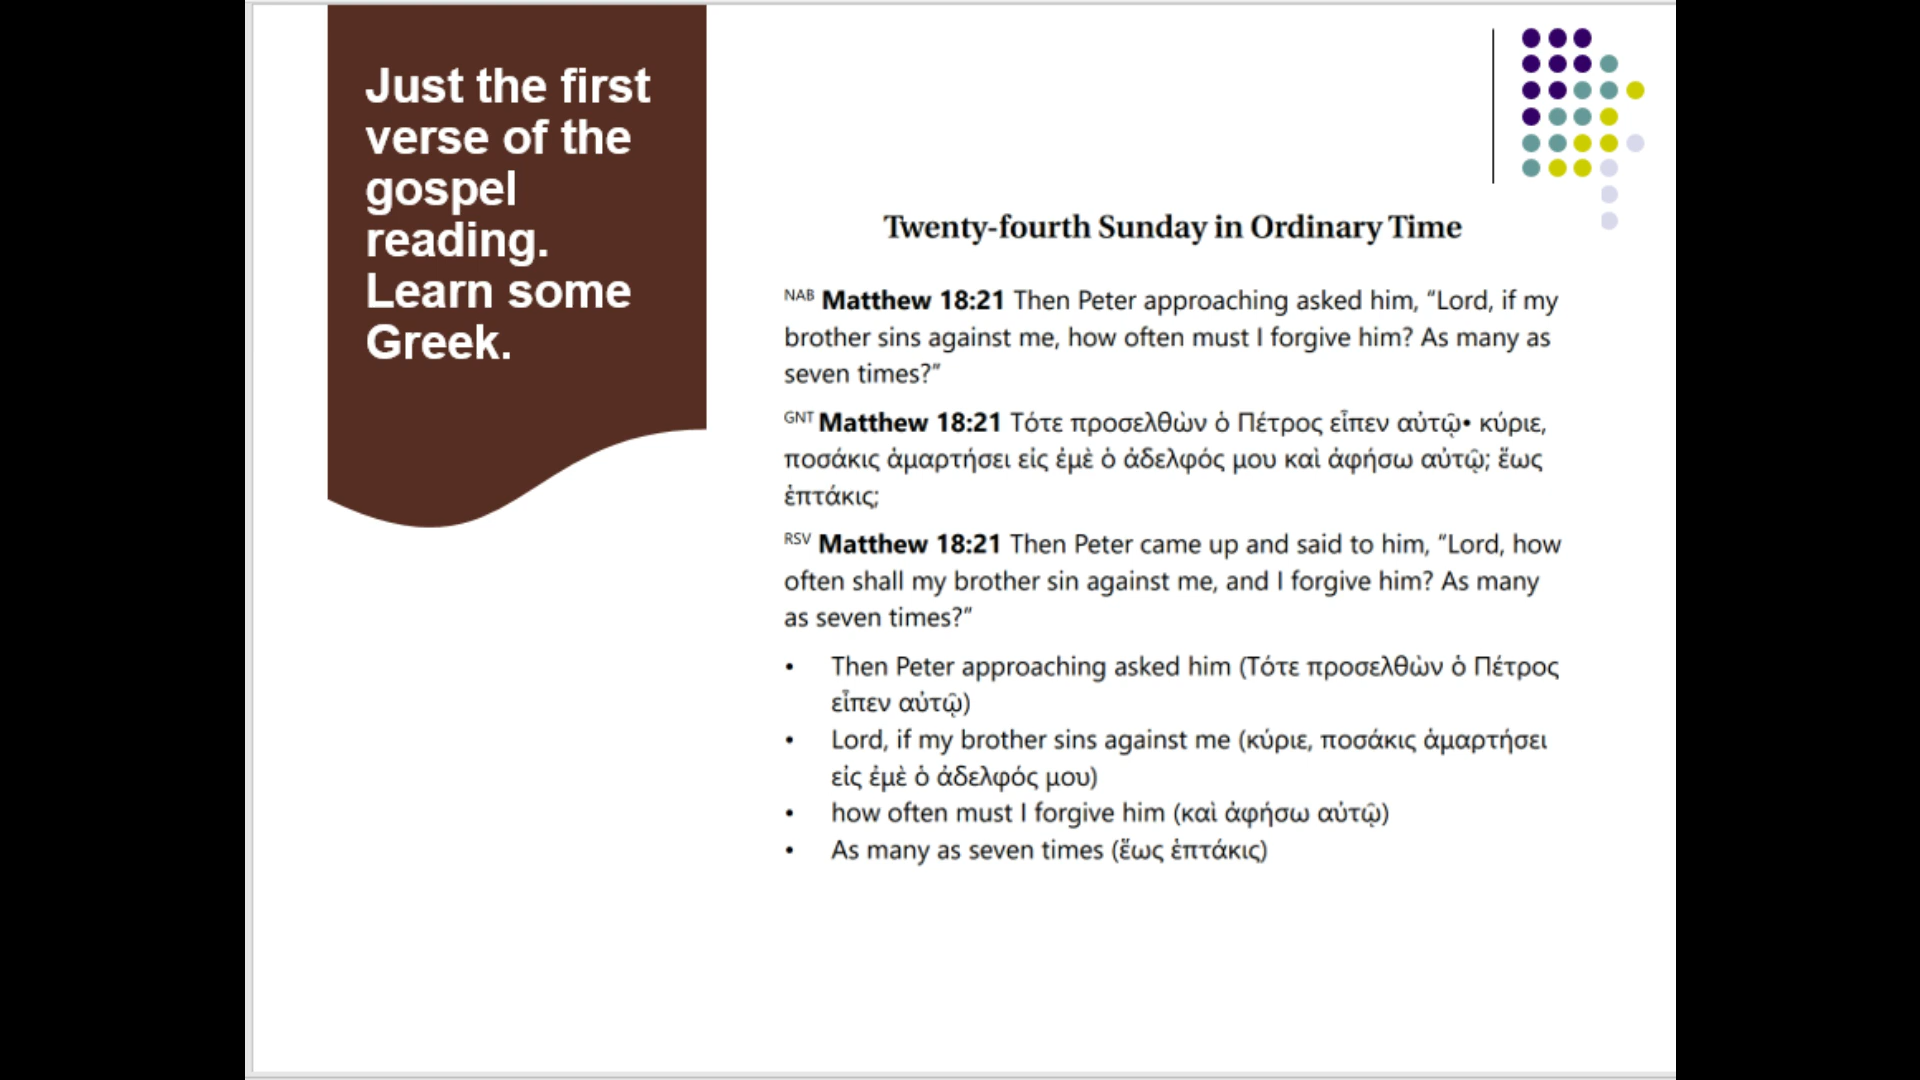 Just the first
verse of the
gospel
reading.
Learn some
Greek.
Twenty-fourth Sunday in Ordinary Time
NAB Matthew 18:21 Then Peter approaching asked him, “Lord, if my
brother sins against me, how often must I forgive him? As many as
seven times?”
GNT Matthew 18:21 Τότε προσελθὼν ὁ Πέτρος εἶπεν αὐτῷ• κύριε,
ποσάκις ἁμαρτήσει εἰς ἐμὲ ὁ ἀδελφός μου καὶ ἀφήσω αὐτῷ; ἕως
ἑπτάκις;
RSV Matthew 18:21 Then Peter came up and said to him, “Lord, how
often shall my brother sin against me, and I forgive him? As many
as seven times?”
• Then Peter approaching asked him (Τότε προσελθὼν ὁ Πέτρος
εἶπεν αὐτῷ)
• Lord, if my brother sins against me (κύριε, ποσάκις ἁμαρτήσει
εἰς ἐμὲ ὁ ἀδελφός μου)
• how often must I forgive him (καὶ ἀφήσω αὐτῷ)
• As many as seven times (ἕως ἑπτάκις)